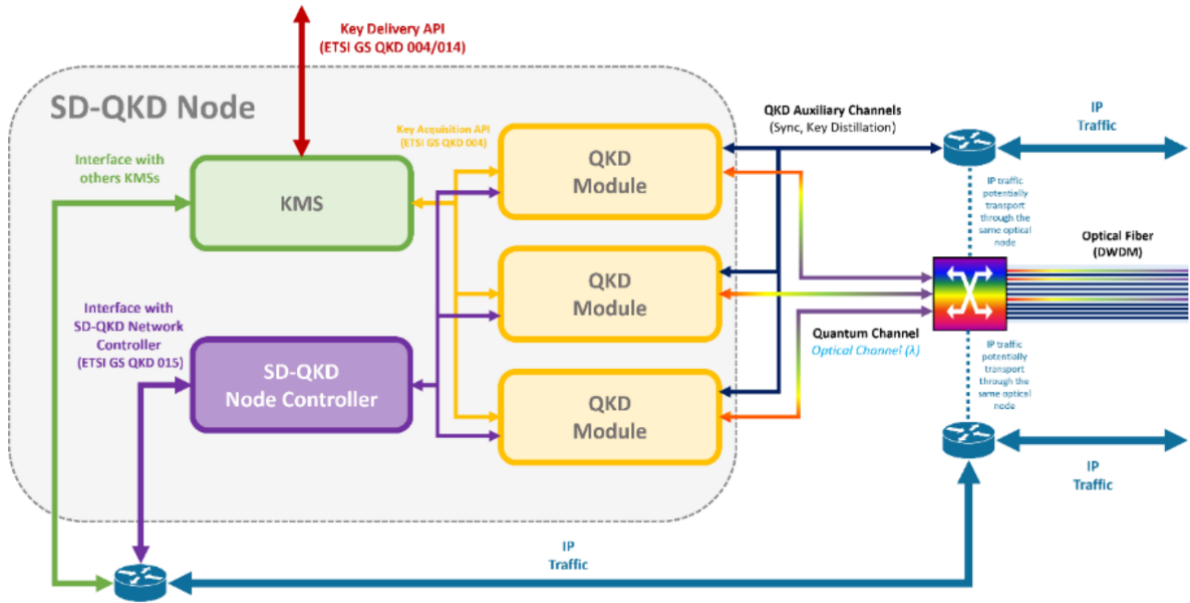 Key Delivery API
(ETSI GS QKD 004/014)
SD-QKD Node
Key Acquisition API
(ETSI GS QKD 004)
Interface with
others KMSs
KMS
QKD
Module
QKD
Module
QKD
Module
Interface with
SD-QKD Network
Controller
(ETSI GS QKD 015)
SD-QKD
Node Controller
QKD Auxiliary Channels
(Sync, Key Distillation)
IP
Traffic
IP traffic
potentially
transport
through the
same optical
node
Optical Fiber
(DWDM)
Quantum Channel
Optical Channel (λ)
IP traffic
potentially
transport
through the
same optical
node
IP
Traffic
IP
Traffic